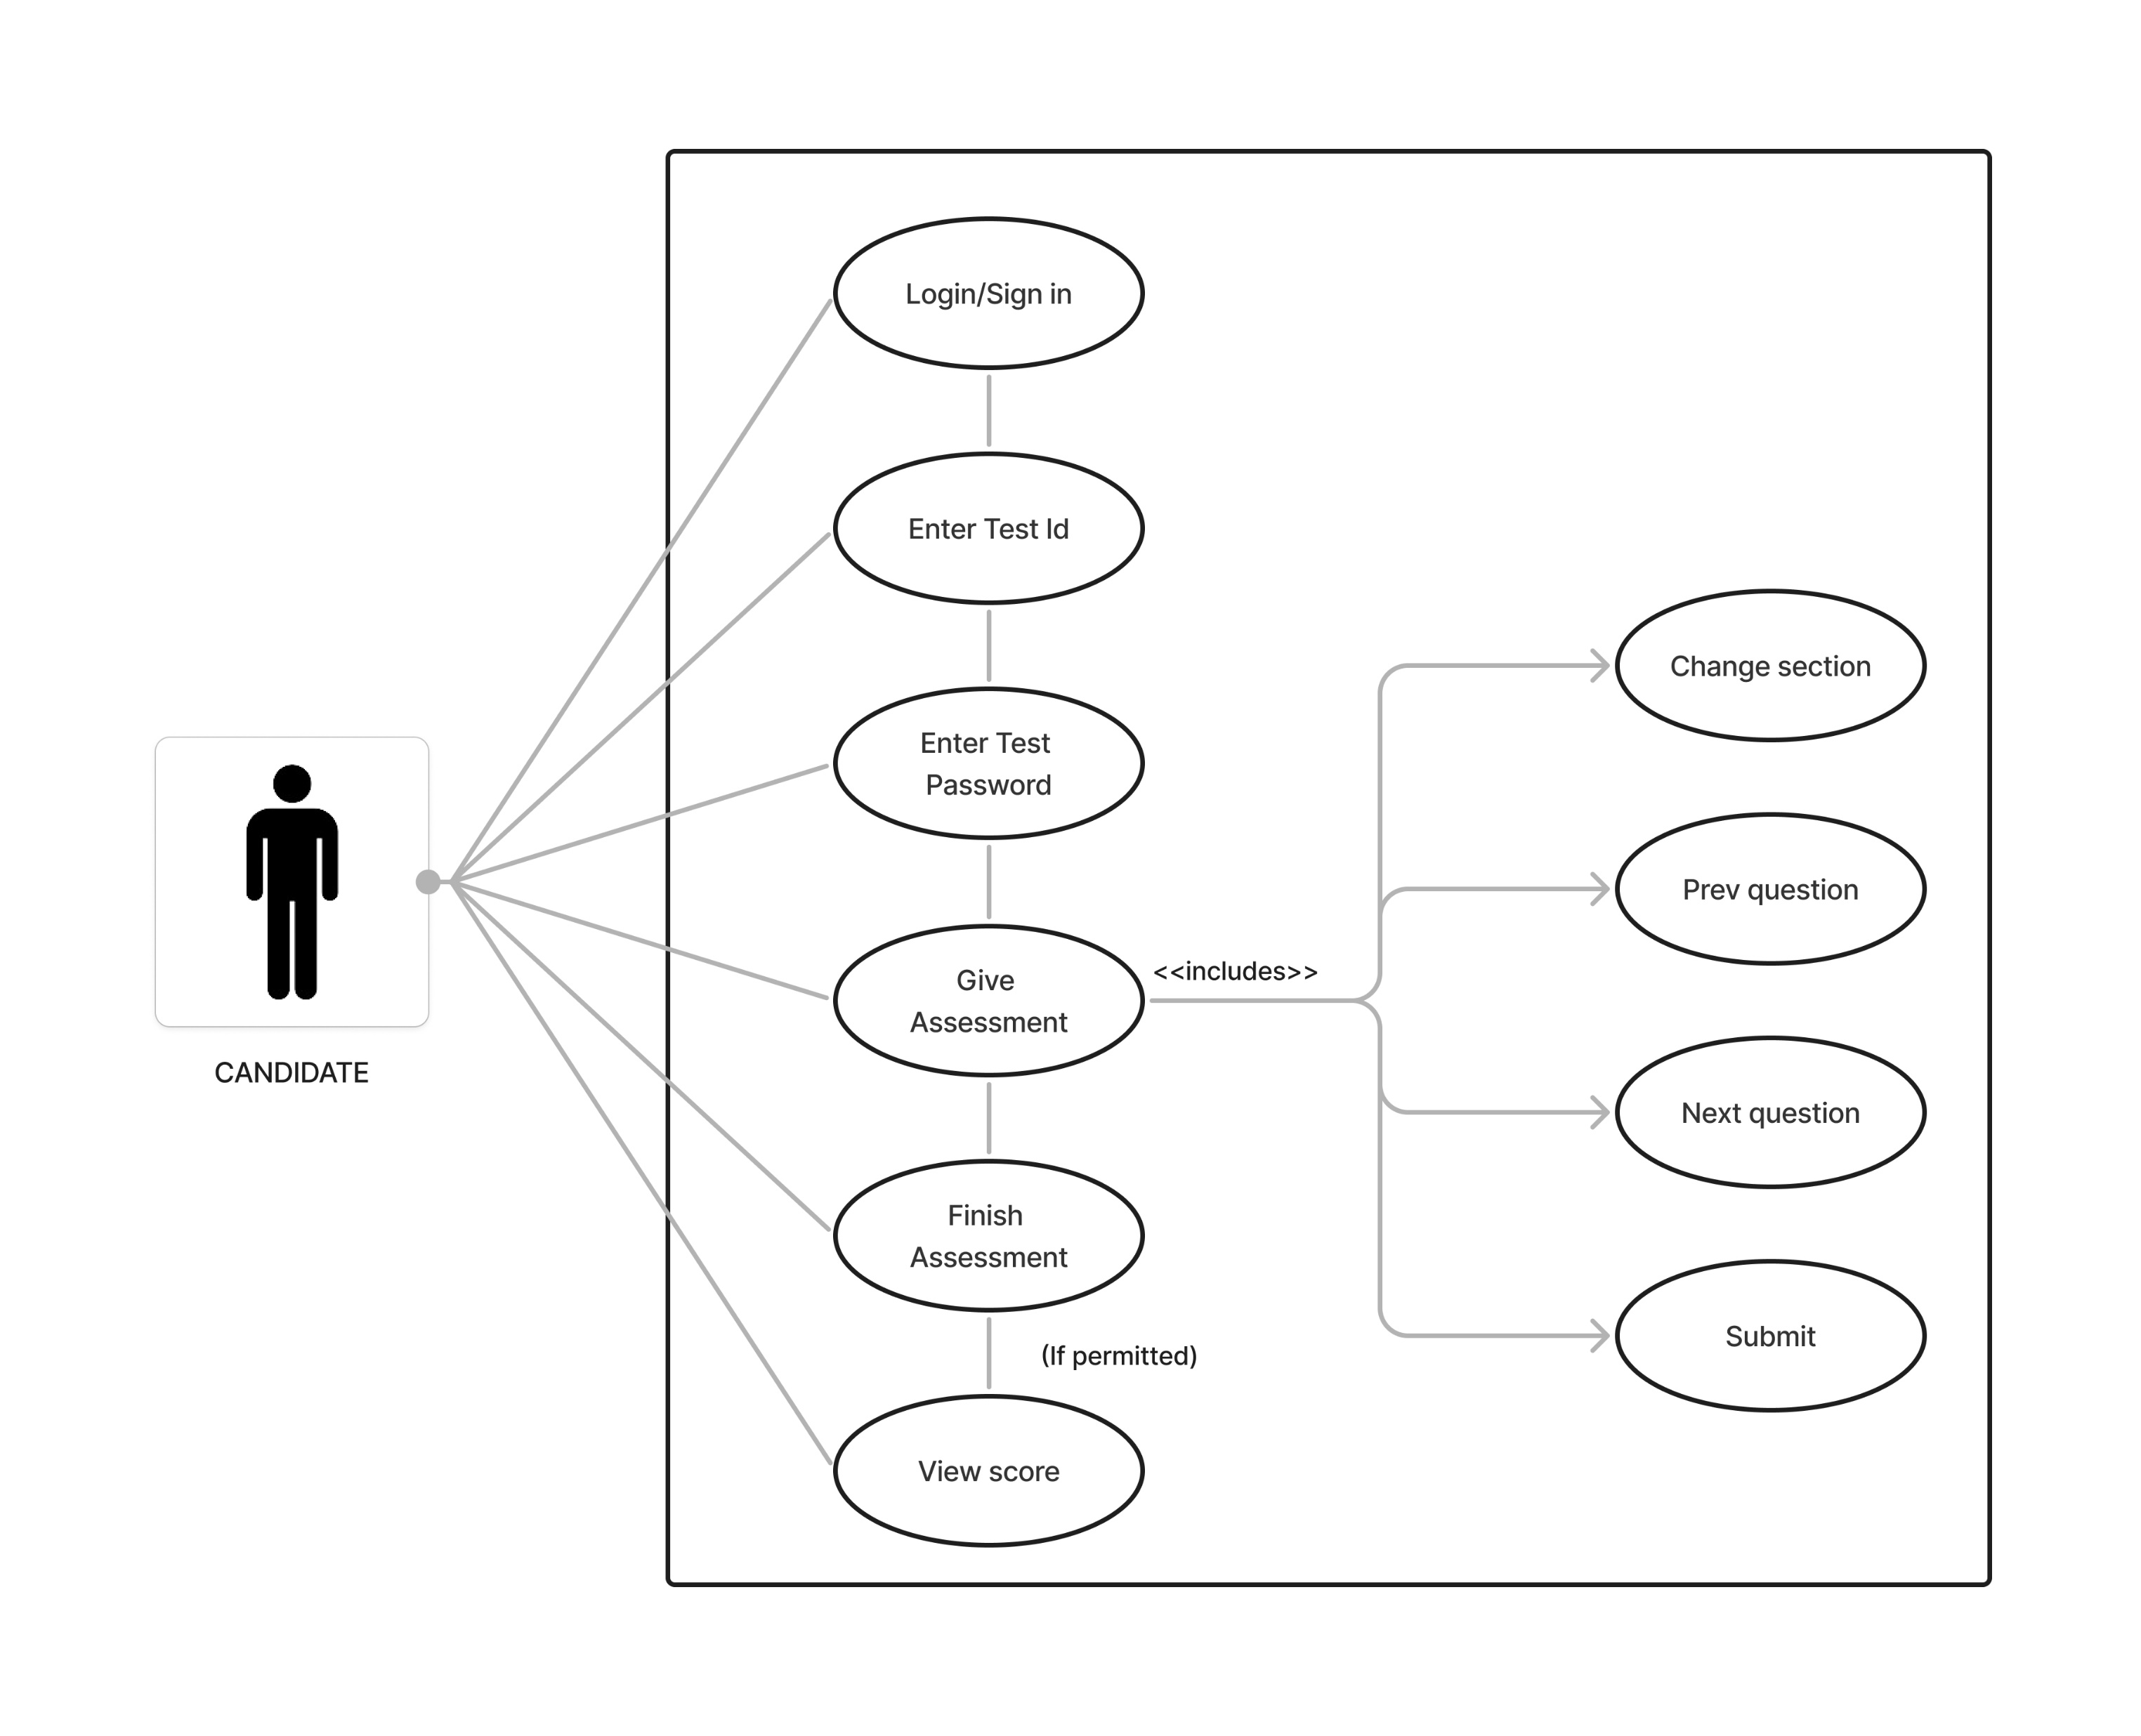 Login/Sign in
Enter Test Id
Enter Test
Password
Give
Assessment
Finish
Assessment
(If permitted)
View score
<<includes>>
Change section
Prev question
Next question
Submit
CANDIDATE